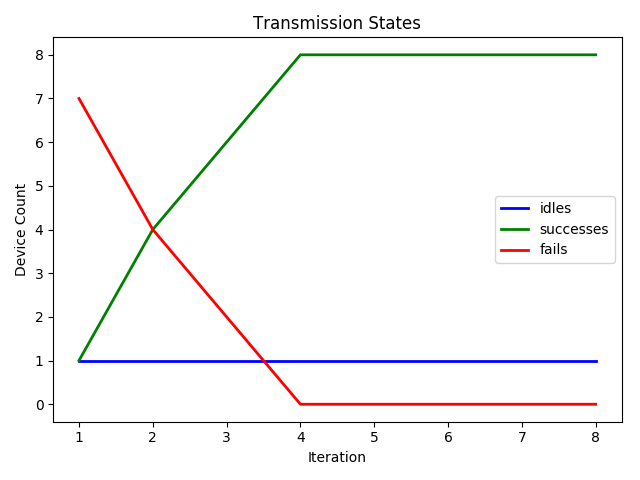 Transmission States
Device Count
8
7
6
5
4
3
2
1
0
idles
successes
fails
1 2 3 4 5 6 7 8
Iteration